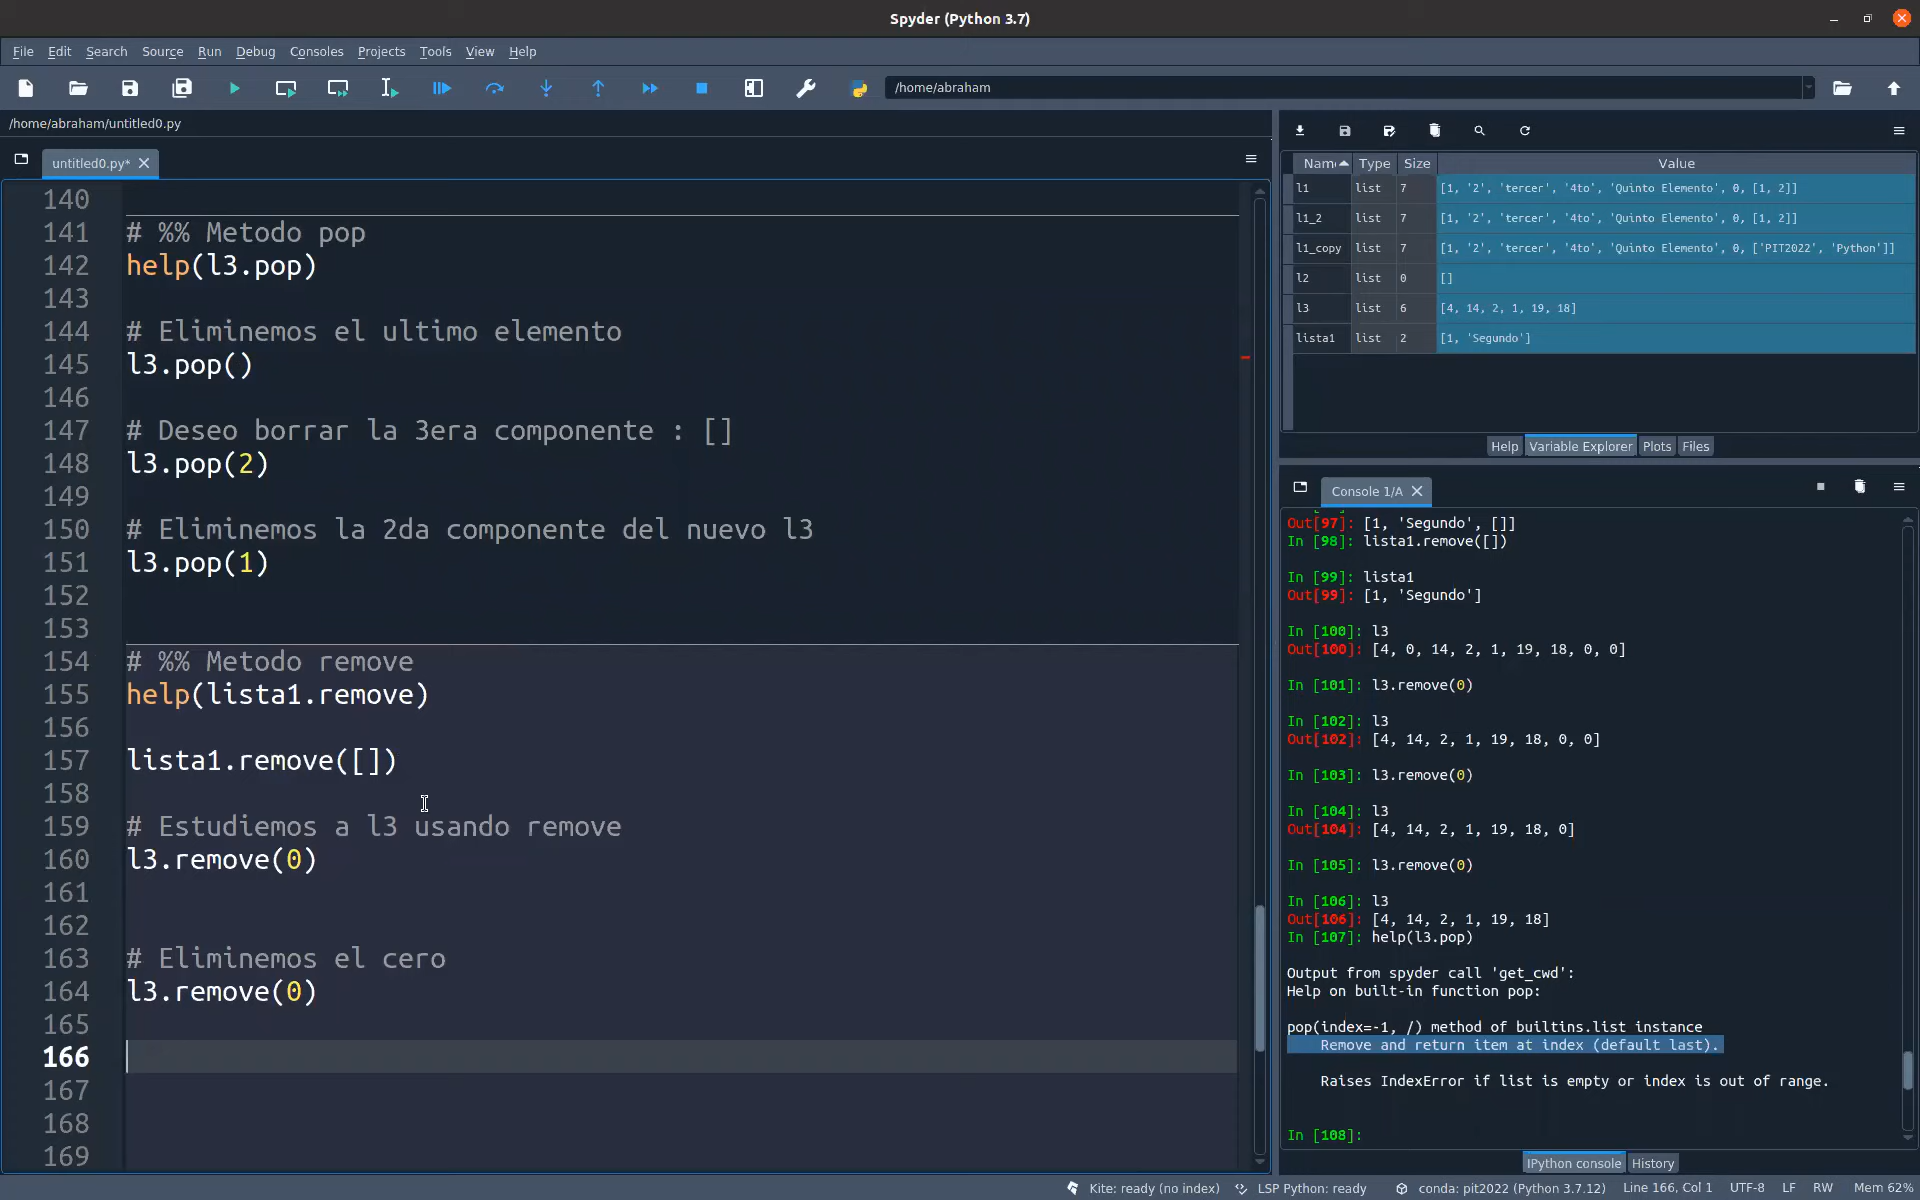 Spyder (Python 3.7)
File Edit Search Source Run Debug Consoles Projects Tools View Help
/home/abraham
/home/abraham/untitled0.py
untitled0.py*
140
141 # %% Metodo pop
142 help(l3.pop)
143
144 # Eliminemos el ultimo elemento
145 l3.pop()
146
147 # Deseo borrar la 3era componente : []
148 l3.pop(2)
149
150 # Eliminemos la 2da componente del nuevo l3
151 l3.pop(1)
152
153
154 # %% Metodo remove
155 help(lista1.remove)
156
157 lista1.remove([])
158
159 # Estudiemos a l3 usando remove
160 l3.remove(0)
161
162
163 # Eliminemos el cero
164 l3.remove(0)
165
166
167
168
169
Name Type Size Value
l1 list 7 [1, '2', 'tercer', '4to', 'Quinto Elemento', 0, [1, 2]]
l1_2 list 7 [1, '2', 'tercer', '4to', 'Quinto Elemento', 0, [1, 2]]
l1_copy list 7 [1, '2', 'tercer', '4to', 'Quinto Elemento', 0, ['PIT2022', 'Python']]
l2 list 0 []
l3 list 6 [4, 14, 2, 1, 19, 18]
lista1 list 2 [1, 'Segundo']
Help Variable Explorer Plots Files
Console 1/A
Out[97]: [1, 'Segundo', []]
In [98]: lista1.remove([])
In [99]: lista1
Out[99]: [1, 'Segundo']
In [100]: l3
Out[100]: [4, 0, 14, 2, 1, 19, 18, 0, 0]
In [101]: l3.remove(0)
In [102]: l3
Out[102]: [4, 14, 2, 1, 19, 18, 0, 0]
In [103]: l3.remove(0)
In [104]: l3
Out[104]: [4, 14, 2, 1, 19, 18, 0]
In [105]: l3.remove(0)
In [106]: l3
Out[106]: [4, 14, 2, 1, 19, 18]
In [107]: help(l3.pop)
Output from spyder call 'get_cwd':
Help on built-in function pop:
pop(index=-1, /) method of builtins.list instance
Remove and return item at index (default last).
Raises IndexError if list is empty or index is out of range.
In [108]:
IPython console History
Kite: ready (no index) LSP Python: ready conda: pit2022 (Python 3.7.12) Line 166, Col 1 UTF-8 LF RW Mem 62%